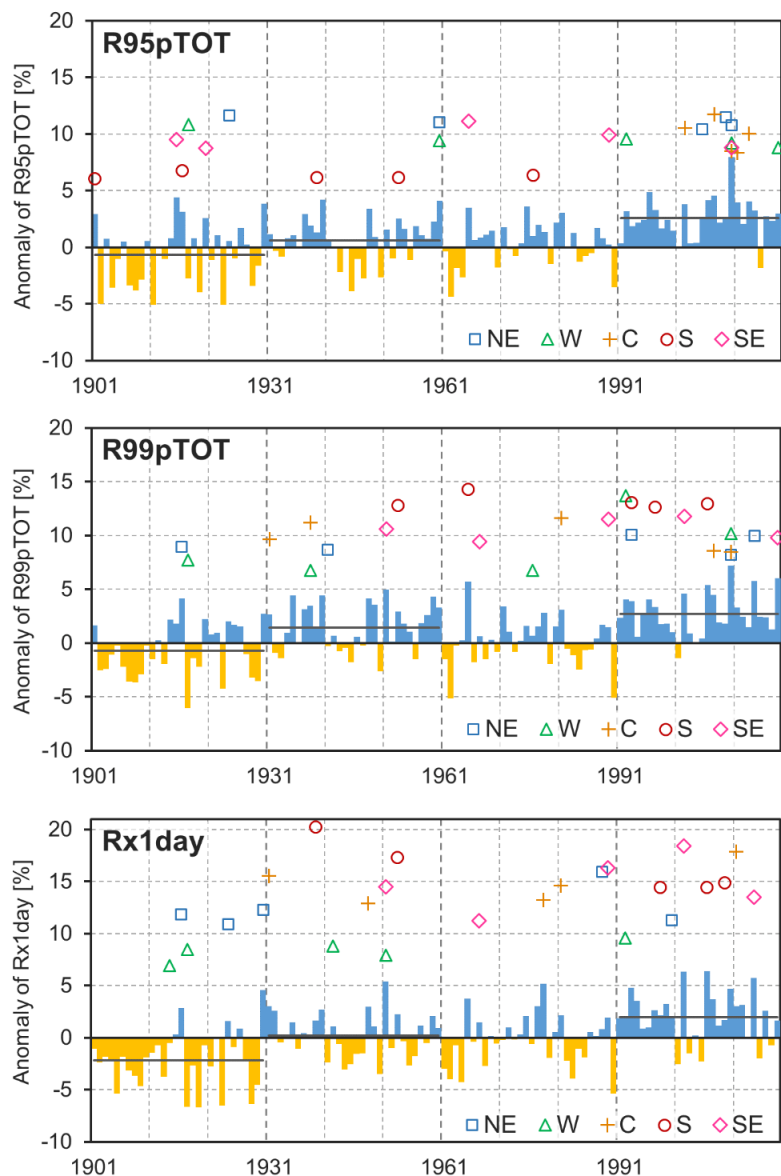 R95pTOT
Anomaly of R95pTOT [%]
20
15
10
5
0
-5
-10
NE W C S SE
1901 1931 1961 1991
R99pTOT
Anomaly of R99pTOT [%]
20
15
10
5
0
-5
-10
NE W C S SE
1901 1931 1961 1991
Rx1day
Anomaly of Rx1day [%]
20
15
10
5
0
-5
-10
NE W C S SE
1901 1931 1961 1991